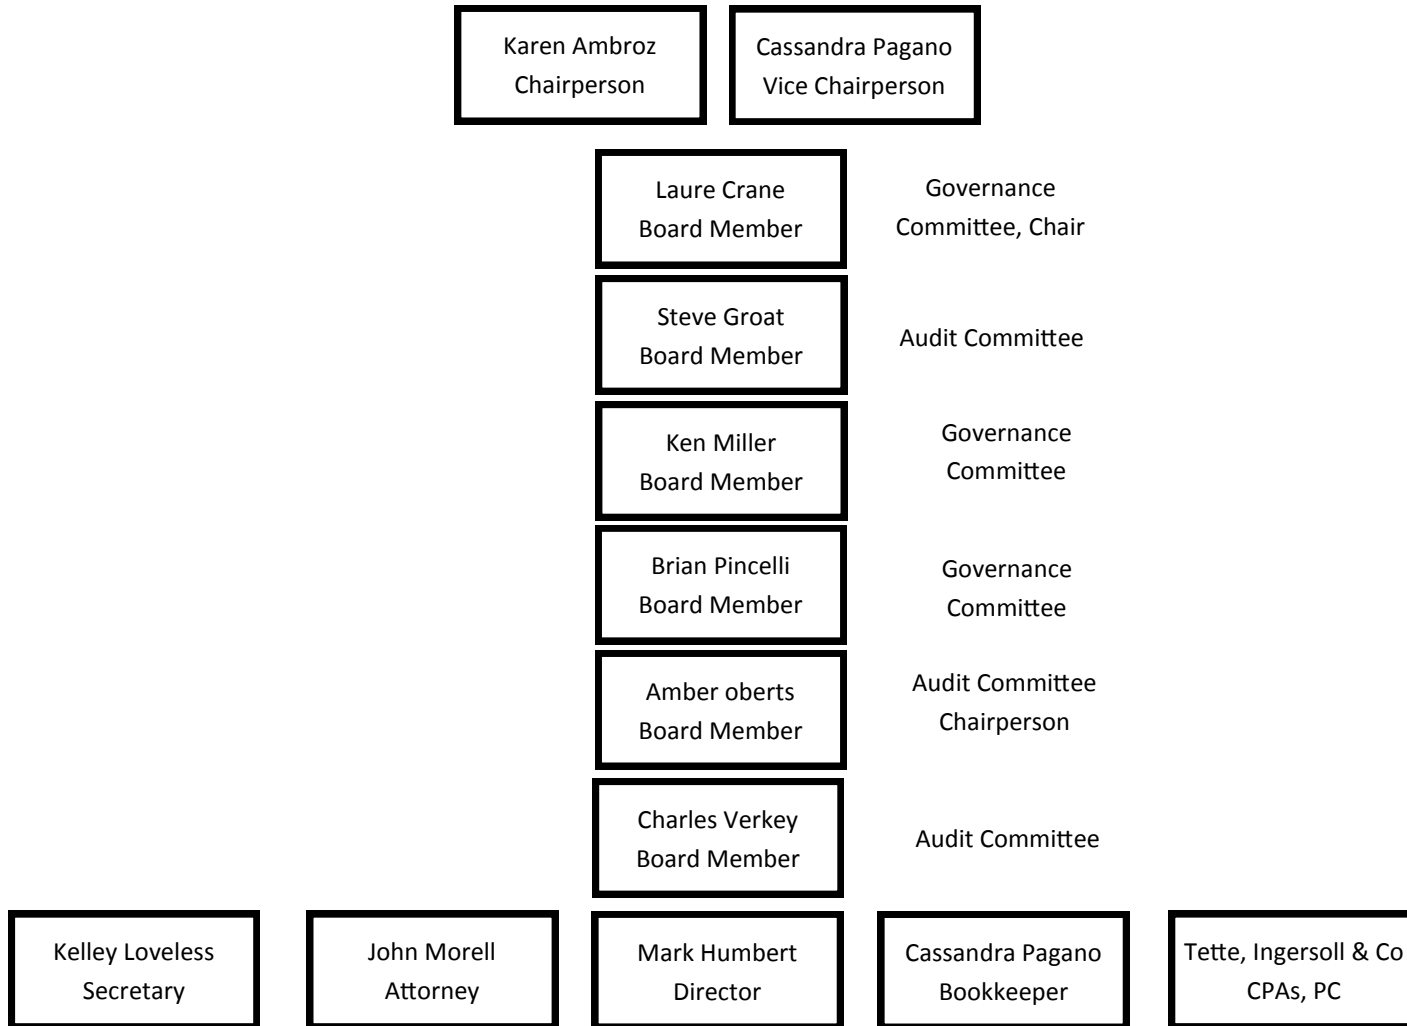 Karen Ambroz
Chairperson
Cassandra Pagano
Vice Chairperson
Laure Crane
Board Member
Governance
Committee, Chair
Steve Groat
Board Member
Audit Committee
Ken Miller
Board Member
Governance
Committee
Brian Pincelli
Board Member
Governance
Committee
Amber oberts
Board Member
Audit Committee
Chairperson
Charles Verkey
Board Member
Audit Committee
Kelley Loveless
Secretary
John Morell
Attorney
Mark Humbert
Director
Cassandra Pagano
Bookkeeper
Tette, Ingersoll & Co
CPAs, PC